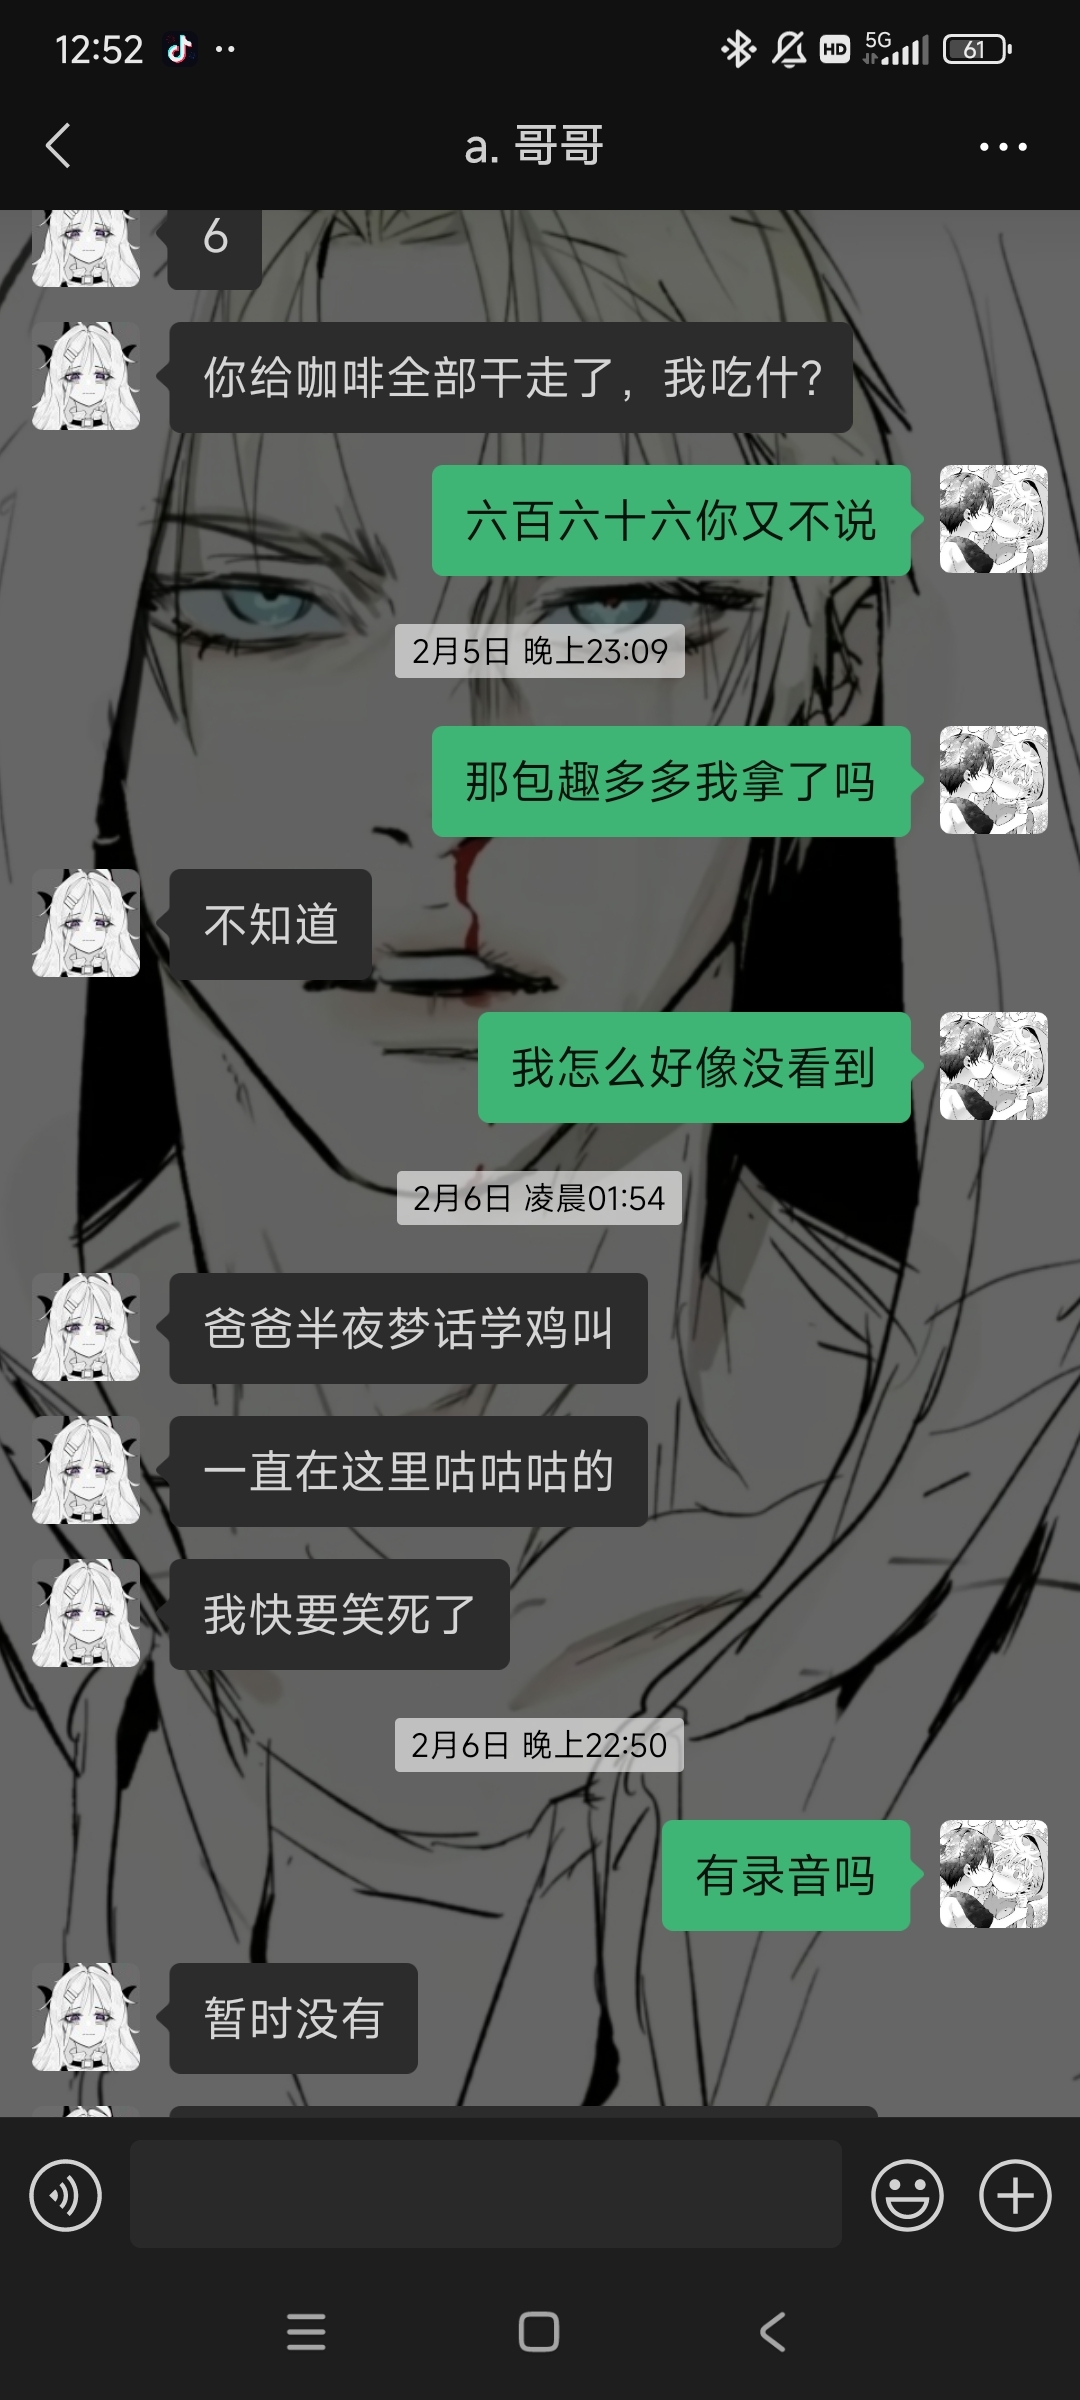 12:52
HD
5G
61
a. 哥哥
6
你给咖啡全部干走了，我吃什?
六百六十六你又不说
2月5日 晚上23:09
那包趣多多我拿了吗
不知道
我怎么好像没看到
2月6日 凌晨01:54
爸爸半夜梦话学鸡叫
一直在这里咕咕咕的
我快要笑死了
2月6日 晚上22:50
有录音吗
暂时没有